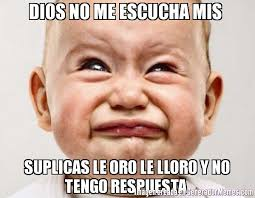 DIOS NO ME ESCUCHA MIS
SUPLICAS LE ORO LE LLORO Y NO
TENGO RESPUESTA